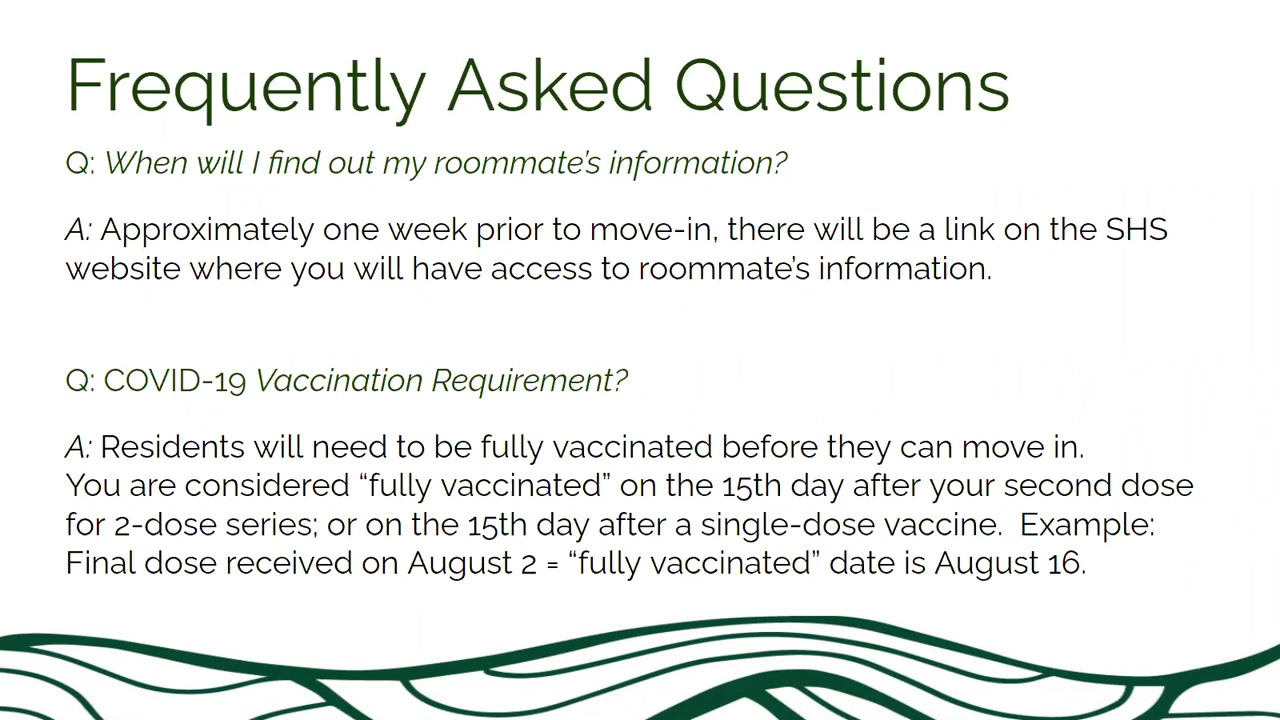 Frequently Asked Questions
Q: When will I find out my roommate's information?
A: Approximately one week prior to move-in, there will be a link on the SHS
website where you will have access to roommate's information.
Q: COVID-19 Vaccination Requirement?
A: Residents will need to be fully vaccinated before they can move in.
You are considered “fully vaccinated” on the 15th day after your second dose
for 2-dose series; or on the 15th day after a single-dose vaccine.  Example:
Final dose received on August 2 = “fully vaccinated” date is August 16.